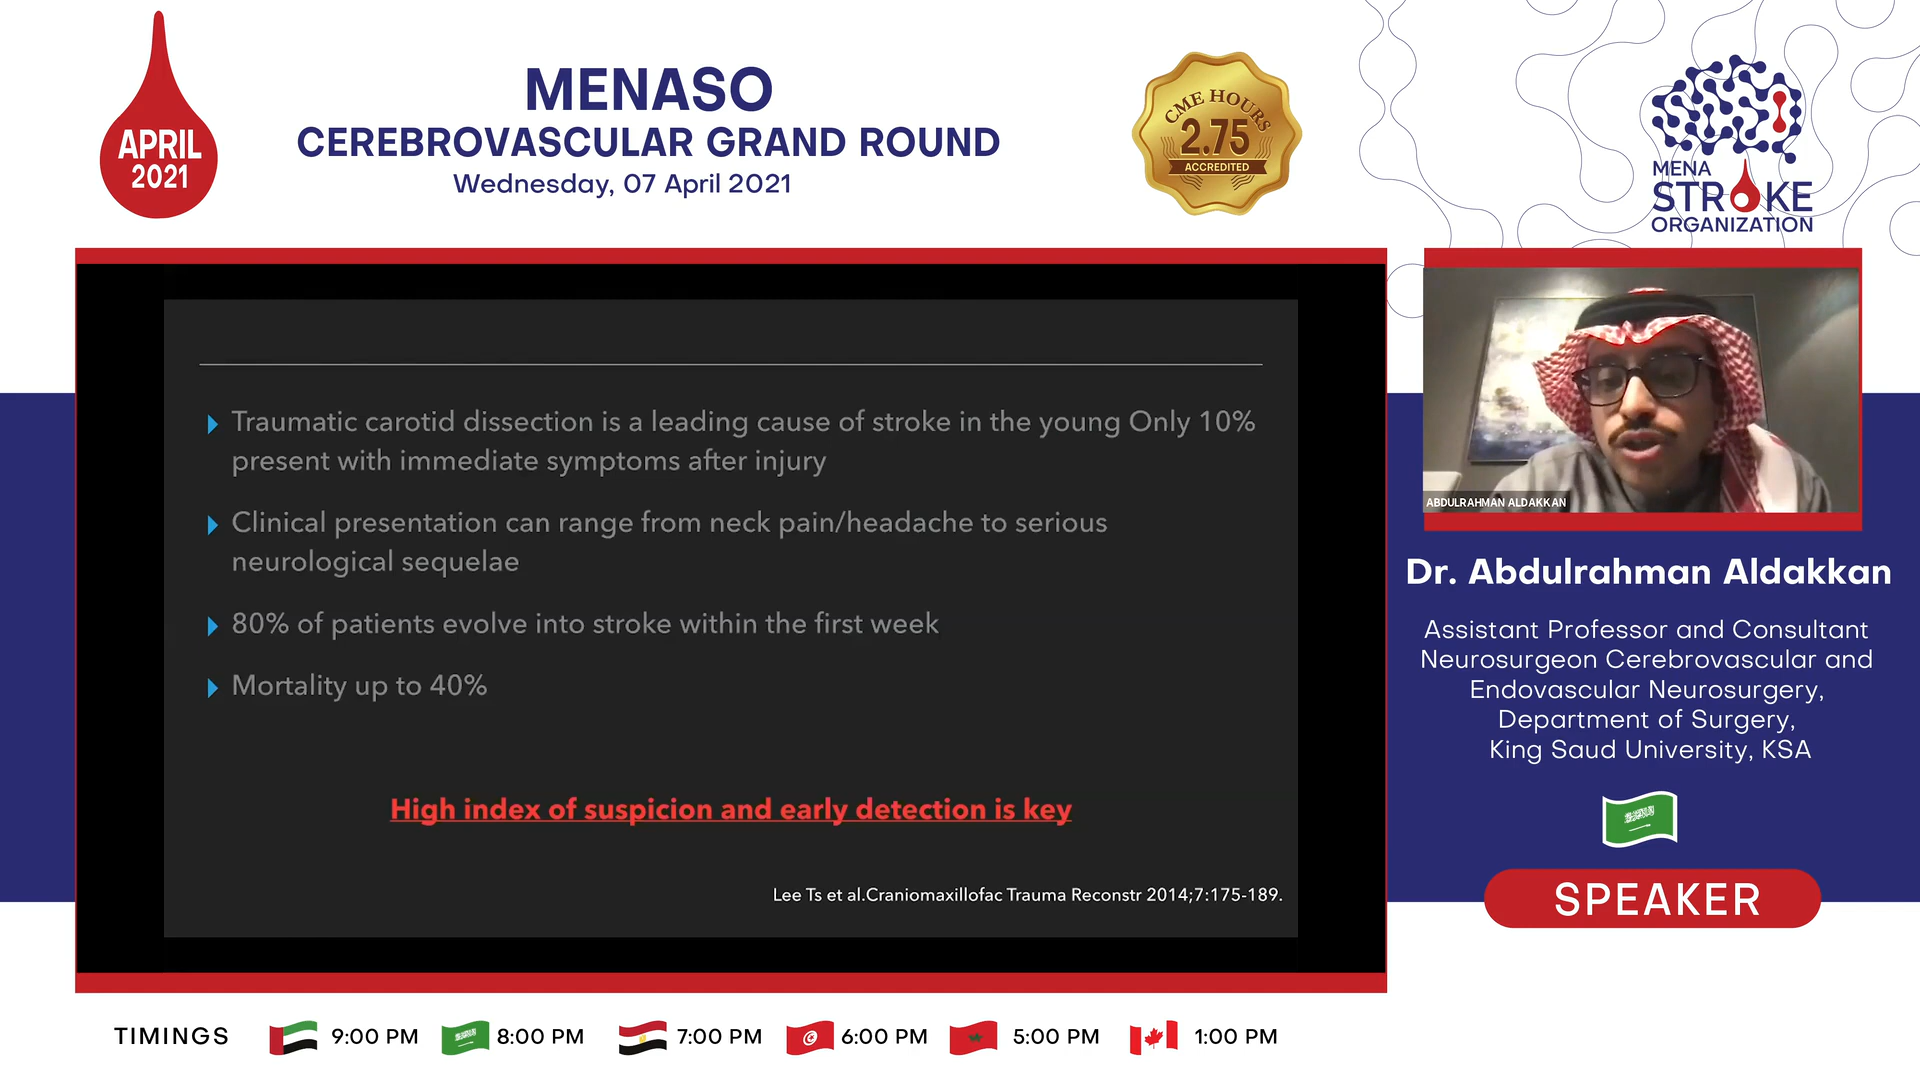 APRIL
2021
MENASO
CEREBROVASCULAR GRAND ROUND
Wednesday, 07 April 2021
CME HOURS
2.75
ACCREDITED
MENA
STROKE
ORGANIZATION
Traumatic carotid dissection is a leading cause of stroke in the young Only 10%
present with immediate symptoms after injury
Clinical presentation can range from neck pain/headache to serious
neurological sequelae
80% of patients evolve into stroke within the first week
Mortality up to 40%
High index of suspicion and early detection is key
Lee Ts et al.Craniomaxillofac Trauma Reconstr 2014;7:175-189.
ABDULRAHMAN ALDAKKAN
Dr. Abdulrahman Aldakkan
Assistant Professor and Consultant
Neurosurgeon Cerebrovascular and
Endovascular Neurosurgery,
Department of Surgery,
King Saud University, KSA
SPEAKER
TIMINGS 9:00 PM 8:00 PM 7:00 PM 6:00 PM 5:00 PM 1:00 PM